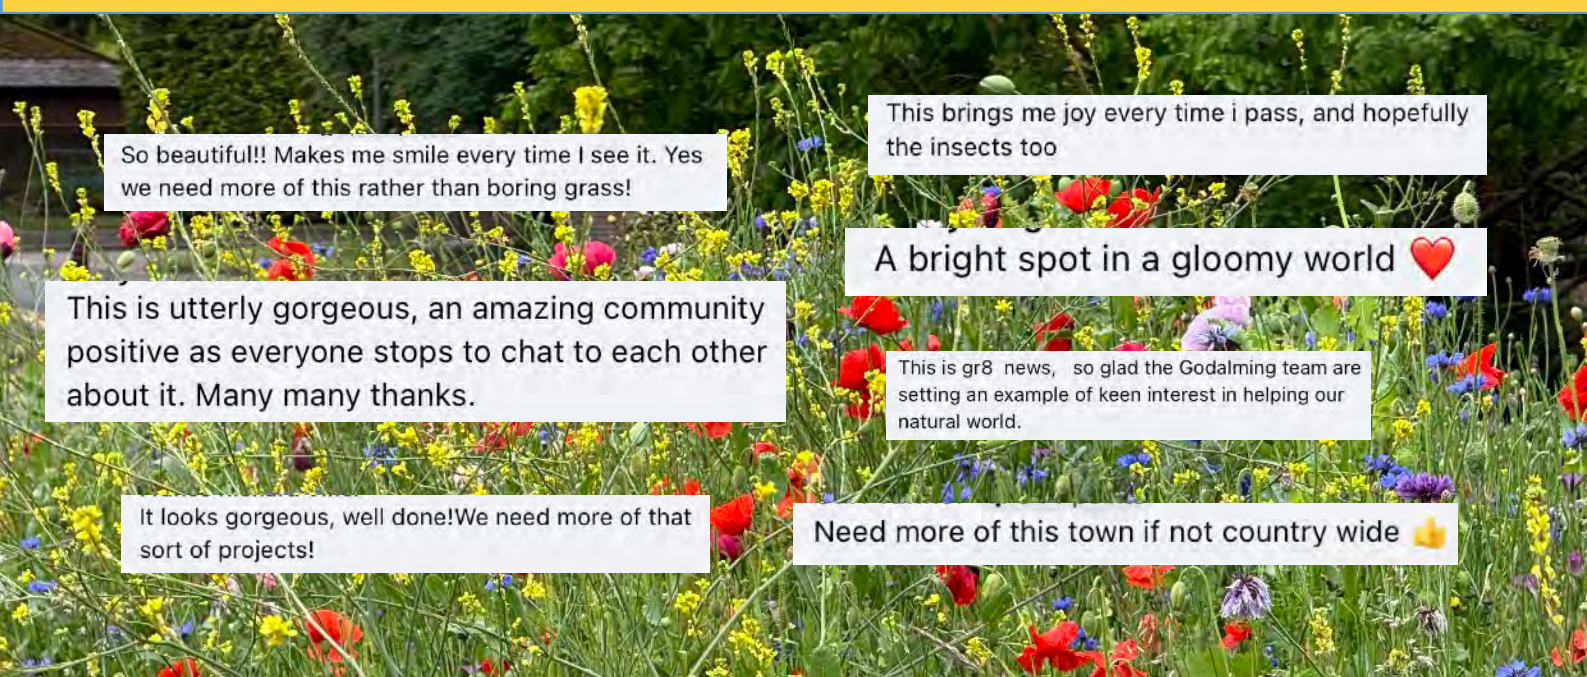 So beautiful!! Makes me smile every time I see it. Yes
we need more of this rather than boring grass!
This is utterly gorgeous, an amazing community
positive as everyone stops to chat to each other
about it. Many many thanks.
It looks gorgeous, well done!We need more of that
sort of projects!
This brings me joy every time i pass, and hopefully
the insects too
A bright spot in a gloomy world ❤️
This is gr8 news, so glad the Godalming team are
setting an example of keen interest in helping our
natural world.
Need more of this town if not country wide 👍